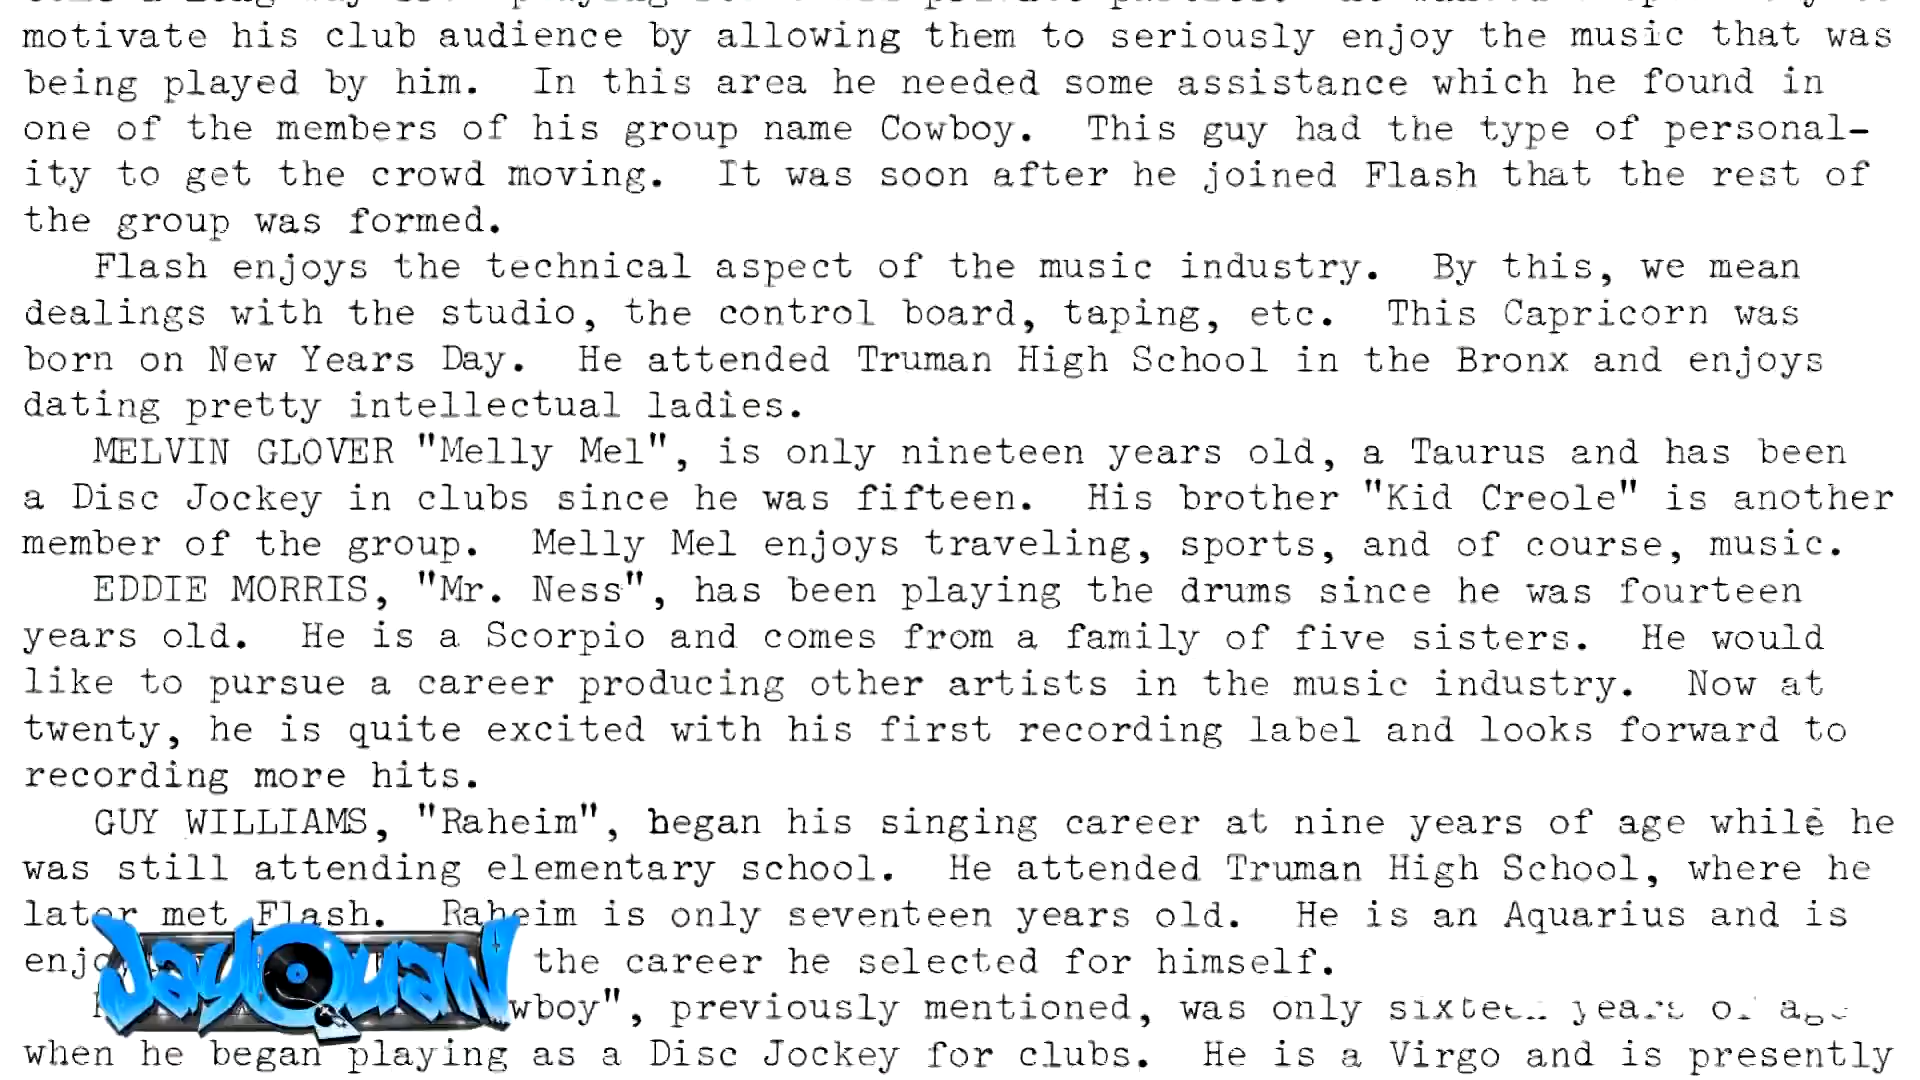 motivate his club audience by allowing them to seriously enjoy the music that was
being played by him. In this area he needed some assistance which he found in
one of the members of his group name Cowboy. This guy had the type of personal-
ity to get the crowd moving. It was soon after he joined Flash that the rest of
the group was formed.
Flash enjoys the technical aspect of the music industry. By this, we mean
dealings with the studio, the control board, taping, etc. This Capricorn was
born on New Years Day. He attended Truman High School in the Bronx and enjoys
dating pretty intellectual ladies.
MELVIN GLOVER "Melly Mel", is only nineteen years old, a Taurus and has been
a Disc Jockey in clubs since he was fifteen. His brother "Kid Creole" is another
member of the group. Melly Mel enjoys traveling, sports, and of course, music.
EDDIE MORRIS, "Mr. Ness", has been playing the drums since he was fourteen
years old. He is a Scorpio and comes from a family of five sisters. He would
like to pursue a career producing other artists in the music industry. Now at
twenty, he is quite excited with his first recording label and looks forward to
recording more hits.
GUY WILLIAMS, "Raheim", began his singing career at nine years of age while he
was still attending elementary school. He attended Truman High School, where he
later met Flash. Raheim is only seventeen years old. He is an Aquarius and is
the career he selected for himself.
JayQuan
wboy", previously mentioned, was only sixteen years of age
when he began playing as a Disc Jockey for clubs. He is a Virgo and is presently